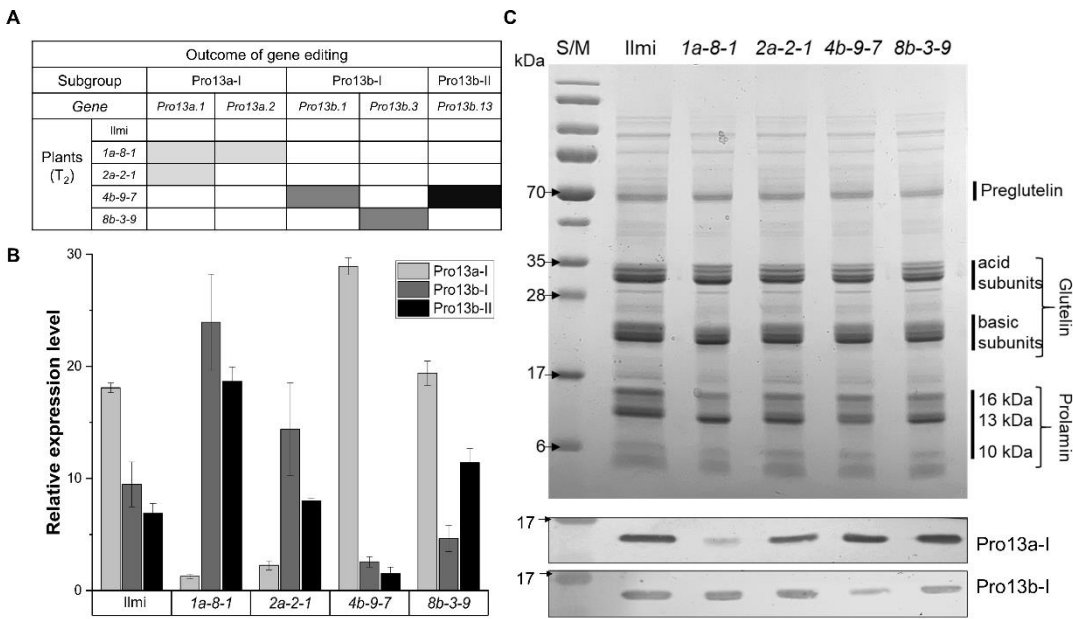 A
Outcome of gene editing
Subgroup Pro13a-I Pro13b-I Pro13b-II
Gene Pro13a.1 Pro13a.2 Pro13b.1 Pro13b.3 Pro13b.13
Plants (T2)
Ilmi
1a-8-1
2a-2-1
4b-9-7
8b-3-9
B
Relative expression level
30
20
10
0
Pro13a-I
Pro13b-I
Pro13b-II
Ilmi 1a-8-1 2a-2-1 4b-9-7 8b-3-9
C
kDa
S/M Ilmi 1a-8-1 2a-2-1 4b-9-7 8b-3-9
70
35
28
17
6
Preglutelin
acid
subunits
basic
subunits
Glutelin
16 kDa
13 kDa
10 kDa
Prolamin
17
Pro13a-I
17
Pro13b-I